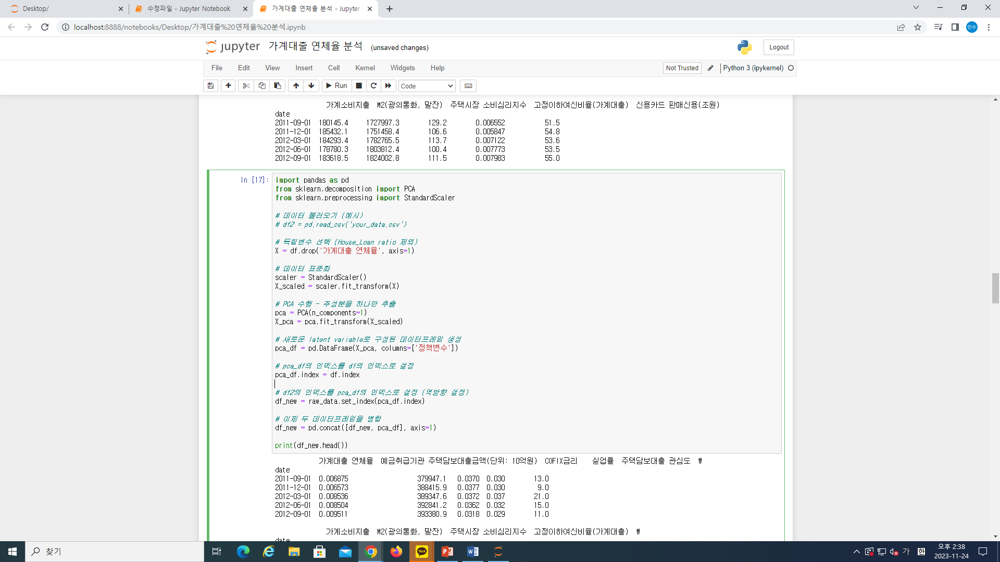 Desktop/
수정파일 - Jupyter Notebook
가계대출 연체율 분석 - Jupyter
localhost:8888/notebooks/Desktop/가계대출%20연체율%20분석.ipynb
민수
jupyter 가계대출 연체율 분석 (unsaved changes)
Logout
File Edit View Insert Cell Kernel Widgets Help
Not Trusted Python 3 (ipykernel)
Run Code
가계소비지출 M2(광의통화, 말잔) 주택시장 소비심리지수 고정이하여신비율(가계대출) 신용카드 판매신용(조원)
date
2011-09-01 180145.4 1727997.3 129.2 0.006552 51.5
2011-12-01 185432.1 1751458.4 106.6 0.005847 54.8
2012-03-01 184293.4 1782765.5 113.7 0.007122 53.6
2012-06-01 178780.3 1803812.4 100.4 0.007773 53.5
2012-09-01 183618.5 1824002.8 111.5 0.007983 55.0
In [17]:
import pandas as pd
from sklearn.decomposition import PCA
from sklearn.preprocessing import StandardScaler
# 데이터 불러오기 (예시)
# df2 = pd.read_csv('your_data.csv')
# 독립변수 선택 (House_Loan ratio 제외)
X = df.drop('가계대출 연체율', axis=1)
# 데이터 표준화
scaler = StandardScaler()
X_scaled = scaler.fit_transform(X)
# PCA 수행 - 주성분을 하나만 추출
pca = PCA(n_components=1)
X_pca = pca.fit_transform(X_scaled)
# 새로운 latent variable로 구성된 데이터프레임 생성
pca_df = pd.DataFrame(X_pca, columns=['정책변수'])
# pca_df의 인덱스를 df의 인덱스로 설정
pca_df.index = df.index
# df2의 인덱스를 pca_df의 인덱스로 설정 (역방향 설정)
df_new = raw_data.set_index(pca_df.index)
# 이제 두 데이터프레임을 병합
df_new = pd.concat([df_new, pca_df], axis=1)
print(df_new.head())
가계대출 연체율 예금취급기관 주택담보대출금액(단위: 10억원) COFIX금리 실업률 주택담보대출 관심도 ₩
date
2011-09-01 0.006875 379947.1 0.0370 0.030 13.0
2011-12-01 0.006573 388415.9 0.0377 0.030 9.0
2012-03-01 0.008536 389347.6 0.0372 0.037 21.0
2012-06-01 0.008504 392841.2 0.0362 0.032 15.0
2012-09-01 0.009511 393380.9 0.0318 0.029 11.0
가계소비지출 M2(광의통화, 말잔) 주택시장 소비심리지수 고정이하여신비율(가계대출) ₩
date
찾기
TALK
가
한
오후 2:38
2023-11-24